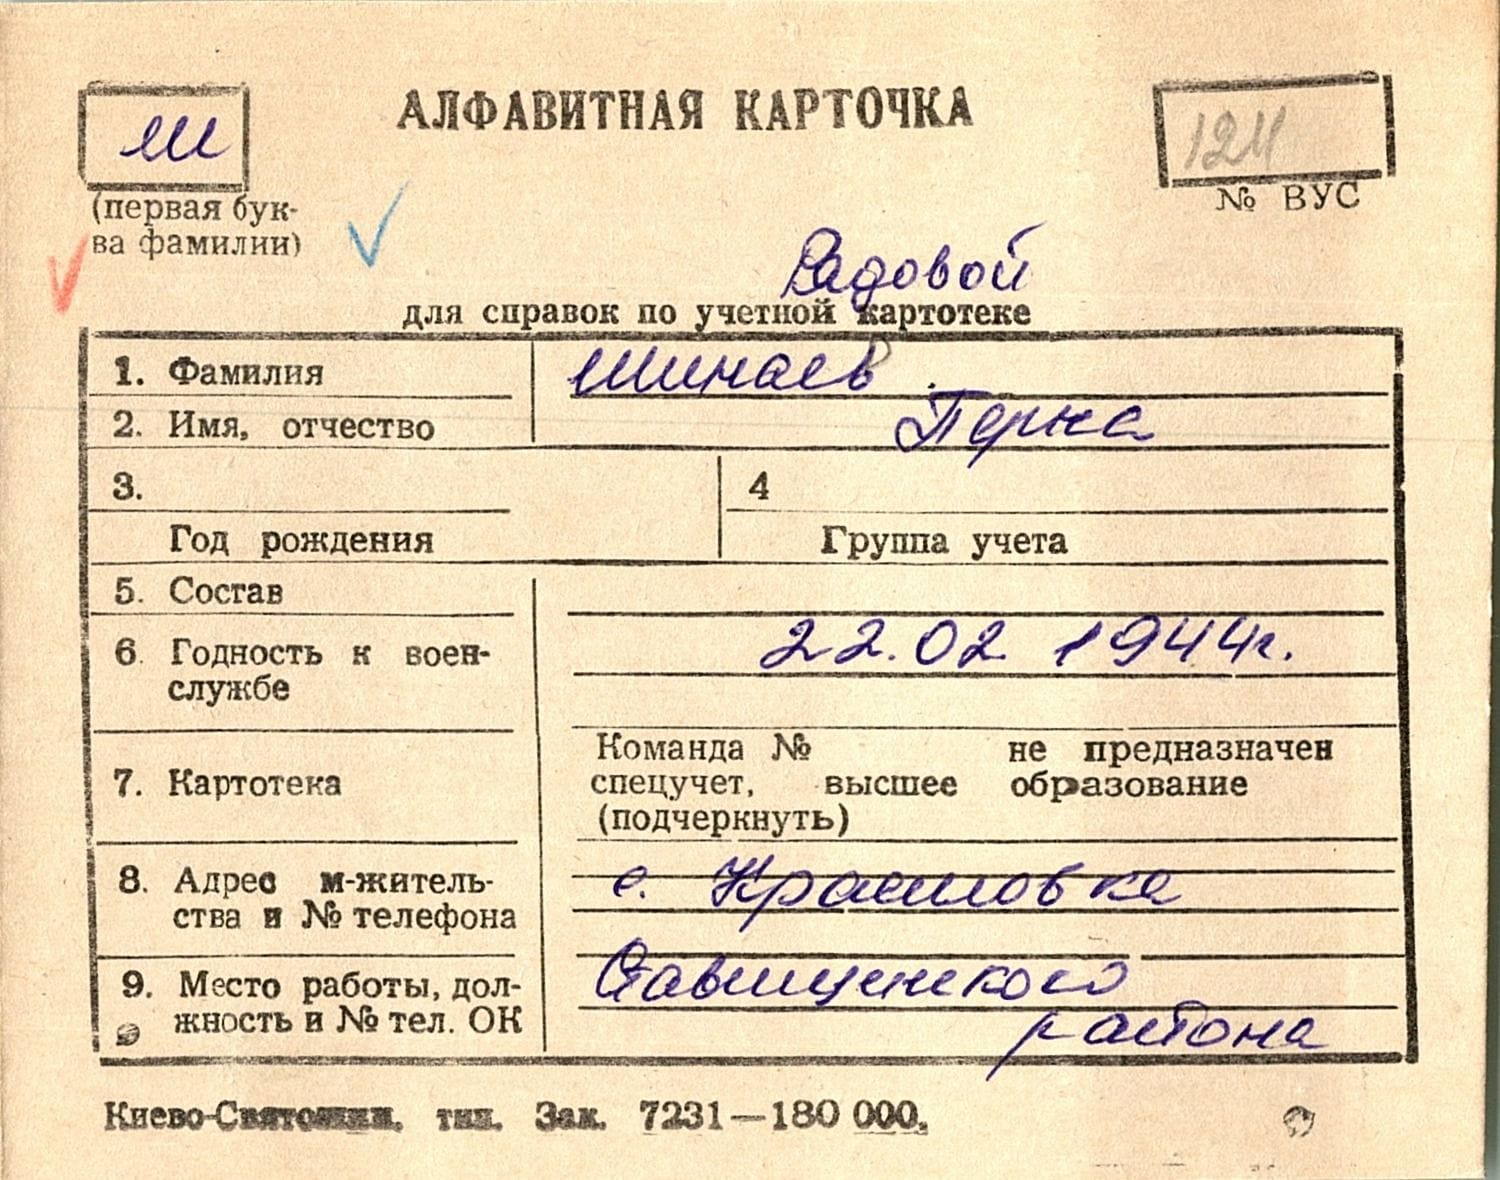 АЛФАВИТНАЯ КАРТОЧКА
Ш
124
(первая бук-
ва фамилии)
№ ВУС
Рядовой
для справок по учетной картотеке
1. Фамилия Шинаев
2. Имя, отчество Перна
3.
4
Год рождения
Группа учета
5. Состав
6. Годность к воен-
службе
22.02 1944г.
7. Картотека
Команда № не предназначен
спецучет, высшее образование
(подчеркнуть)
8. Адрес м-житель-
ства и № телефона
с. Крашовка
9. Место работы, дол-
жность и № тел. ОК
Ставищенского
района
Киево-Святошин. тип. Зак. 7231—180 000.